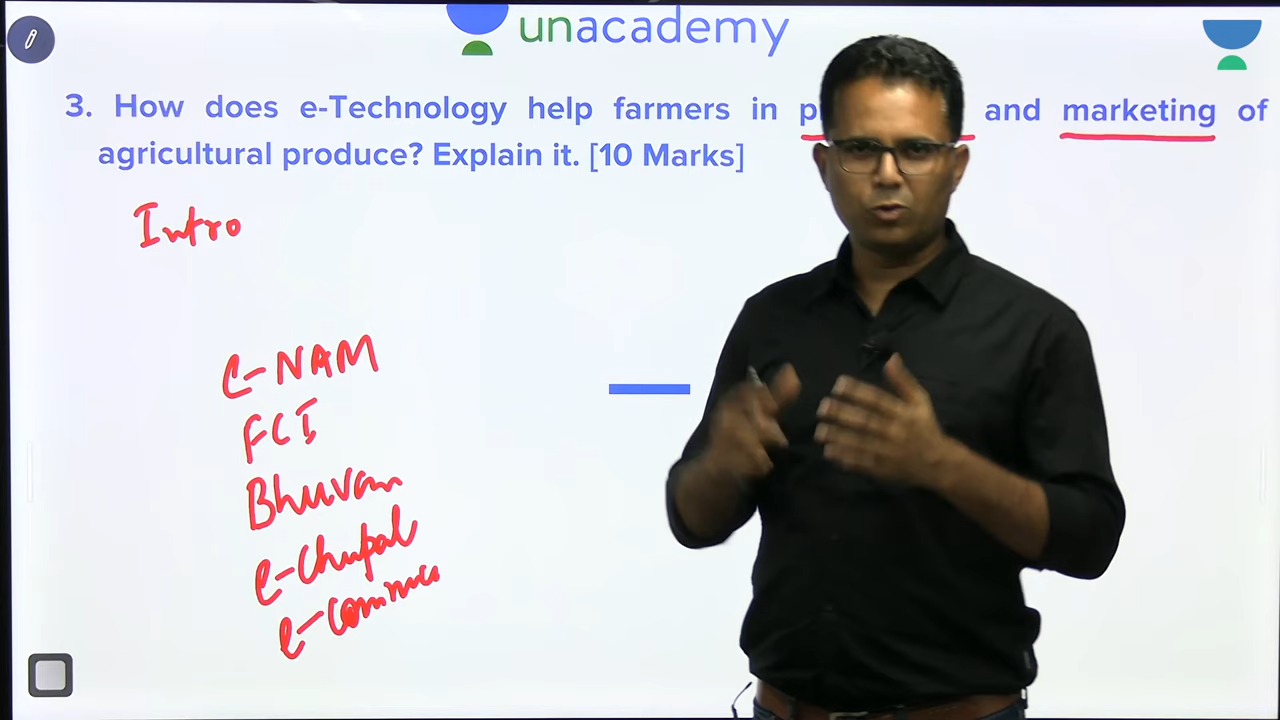 unacademy
3. How does e-Technology help farmers in p and marketing of
agricultural produce? Explain it. [10 Marks]
Intro
e-NAM
FCI
Bhuvan
e-Chupal